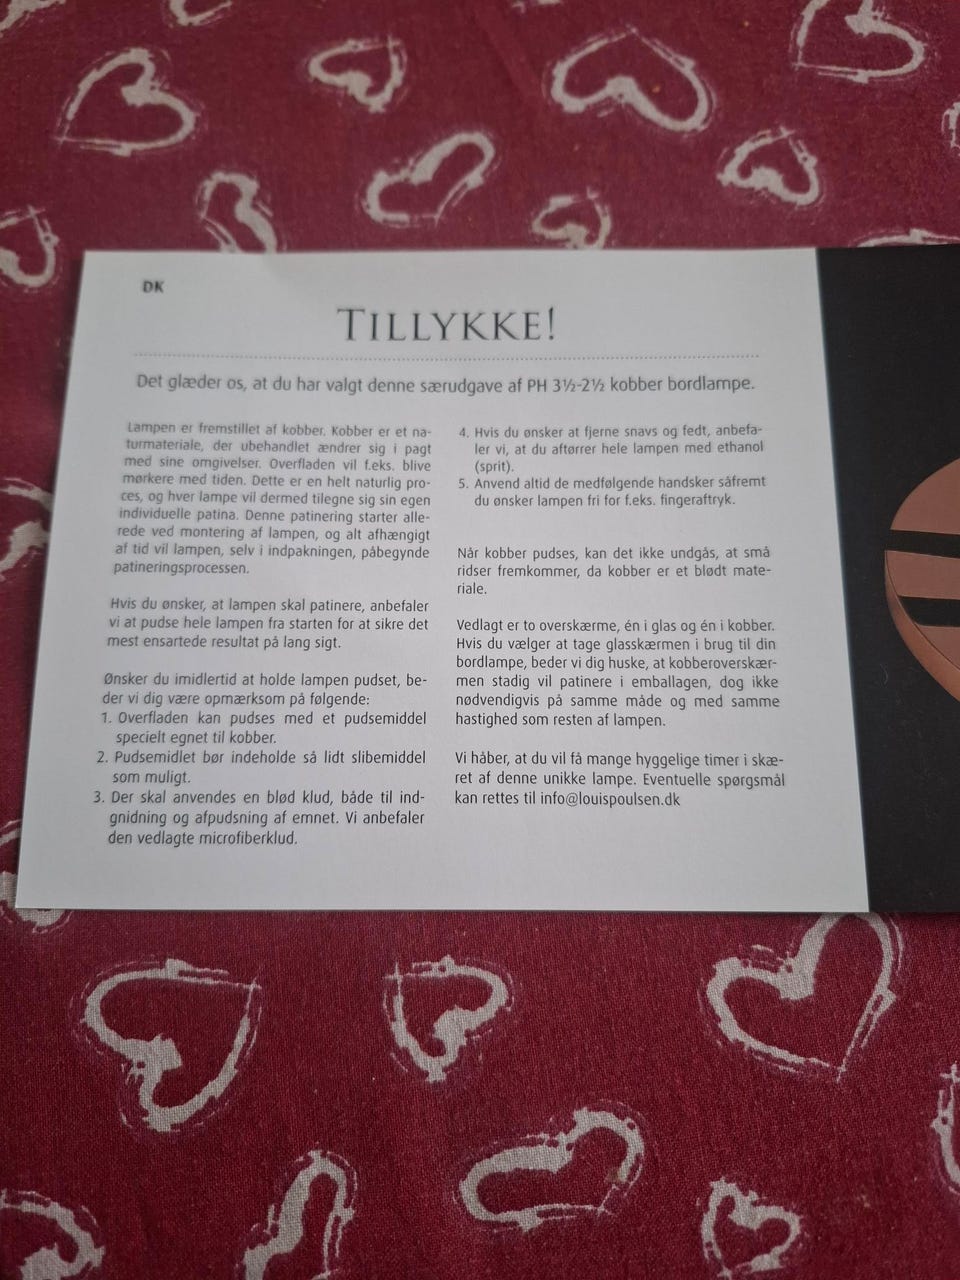 DK
TILLYKKE!
Det glæder os, at du har valgt denne særudgave af PH 3½-2½ kobber bordlampe.
Lampen er fremstillet af kobber. Kobber er et na-
turmateriale, der ubehandlet ændrer sig i pagt
med sine omgivelser. Overfladen vil f.eks. blive
mørkere med tiden. Dette er en helt naturlig pro-
ces, og hver lampe vil dermed tilegne sig sin egen
individuelle patina. Denne patinering starter alle-
rede ved montering af lampen, og alt afhængigt
af tid vil lampen, selv i indpakningen, påbegynde
patineringsprocessen.
Hvis du ønsker, at lampen skal patinere, anbefaler
vi at pudse hele lampen fra starten for at sikre det
mest ensartede resultat på lang sigt.
Ønsker du imidlertid at holde lampen pudset, be-
der vi dig være opmærksom på følgende:
1. Overfladen kan pudses med et pudsemiddel
specielt egnet til kobber.
2. Pudsemidlet bør indeholde så lidt slibemiddel
som muligt.
3. Der skal anvendes en blød klud, både til ind-
gnidning og afpudsning af emnet. Vi anbefaler
den vedlagte microfiberklud.
4. Hvis du ønsker at fjerne snavs og fedt, anbefa-
ler vi, at du aftørrer hele lampen med ethanol
(sprit).
5. Anvend altid de medfølgende handsker såfremt
du ønsker lampen fri for f.eks. fingeraftryk.
Når kobber pudses, kan det ikke undgås, at små
ridser fremkommer, da kobber er et blødt mate-
riale.
Vedlagt er to overskærme, én i glas og én i kobber.
Hvis du vælger at tage glasskærmen i brug til din
bordlampe, beder vi dig huske, at kobberoverskær-
men stadig vil patinere i emballagen, dog ikke
nødvendigvis på samme måde og med samme
hastighed som resten af lampen.
Vi håber, at du vil få mange hyggelige timer i skæ-
ret af denne unikke lampe. Eventuelle spørgsmål
kan rettes til info@louispoulsen.dk